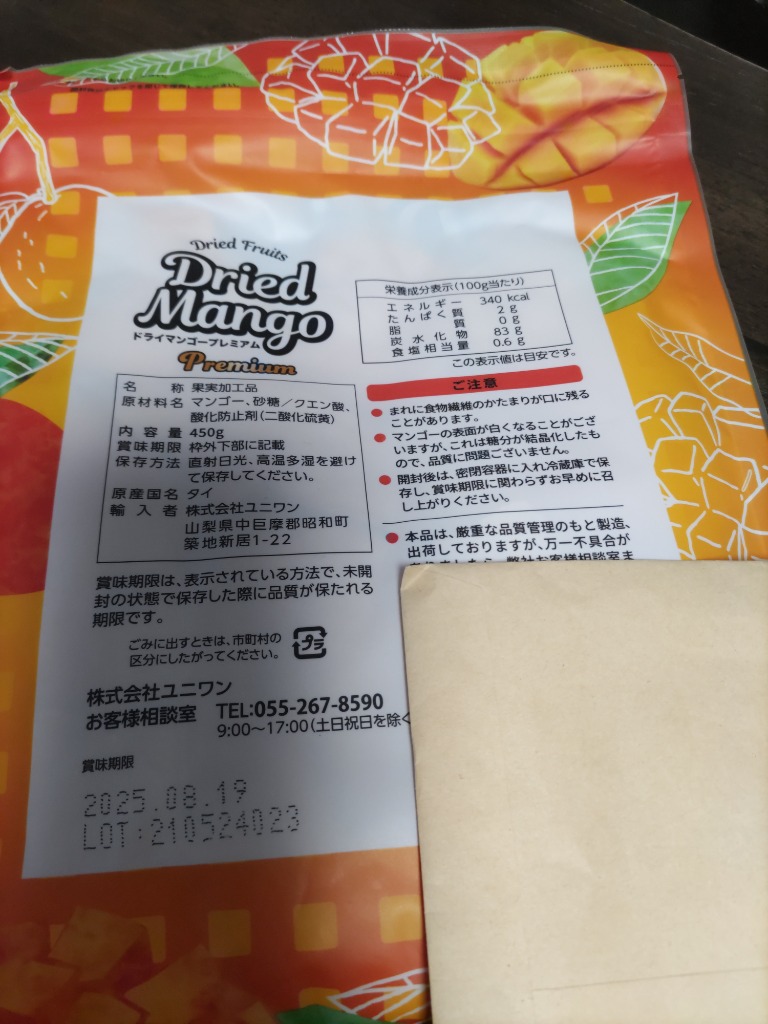 Dried Fruits
Dried
Mango
ドライマンゴープレミアム
Premium
名称 果実加工品
原材料名 マンゴー、砂糖／クエン酸、
酸化防止剤（二酸化硫黄）
内容量 450g
賞味期限 枠外下部に記載
保存方法 直射日光、高温多湿を避け
て保存してください。
原産国名 タイ
輸入者 株式会社ユニワン
山梨県中巨摩郡昭和町
築地新居1-22
賞味期限は、表示されている方法で、未開
封の状態で保存した際に品質が保たれる
期限です。
ごみに出すときは、市町村の
区分にしたがってください。
プラ
株式会社ユニワン
お客様相談室 TEL:055-267-8590
9:00〜17:00（土日祝日を除く
賞味期限
2025.08.19
LOT:210524023
栄養成分表示（100g当たり）
エネルギー 340 kcal
たんぱく質 2 g
脂質 0 g
炭水化物 83 g
食塩相当量 0.6 g
この表示値は目安です。
ご注意
● まれに食物繊維のかたまりが口に残る
ことがあります。
● マンゴーの表面が白くなることがござ
いますが、これは糖分が結晶化したも
ので、品質に問題ございません。
● 開封後は、密閉容器に入れ冷蔵庫で保
存し、賞味期限に関わらずお早めに召
し上がりください。
● 本品は、厳重な品質管理のもと製造、
出荷しておりますが、万一不具合が
弊社お客様相談室ま